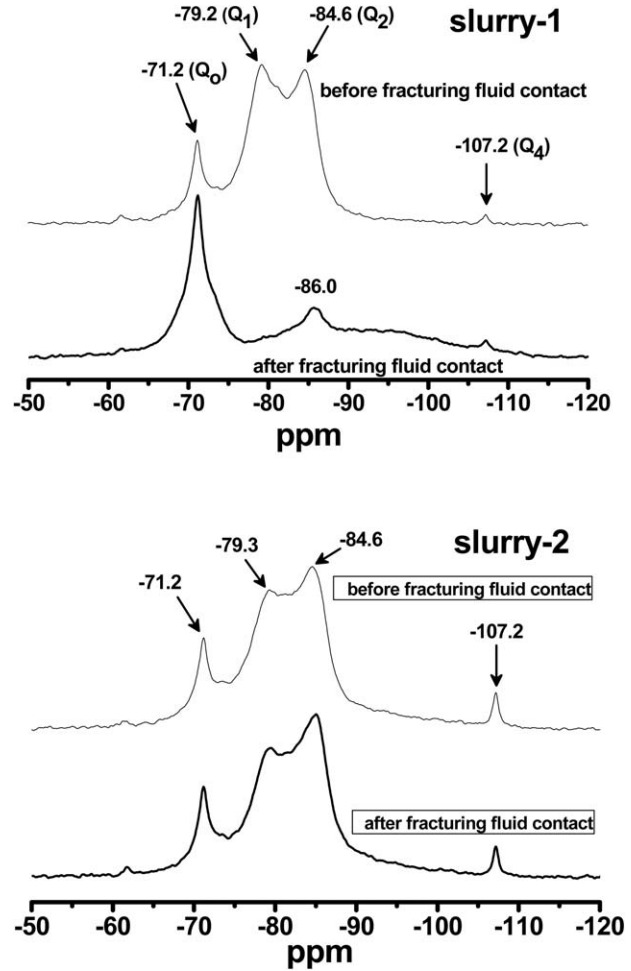 -79.2 (Q1)
-84.6 (Q2)
slurry-1
-71.2 (Qo)
before fracturing fluid contact
-107.2 (Q4)
-86.0
after fracturing fluid contact
-50 -60 -70 -80 -90 -100 -110 -120
ppm
slurry-2
-84.6
-79.3
before fracturing fluid contact
-71.2
-107.2
after fracturing fluid contact
-50 -60 -70 -80 -90 -100 -110 -120
ppm